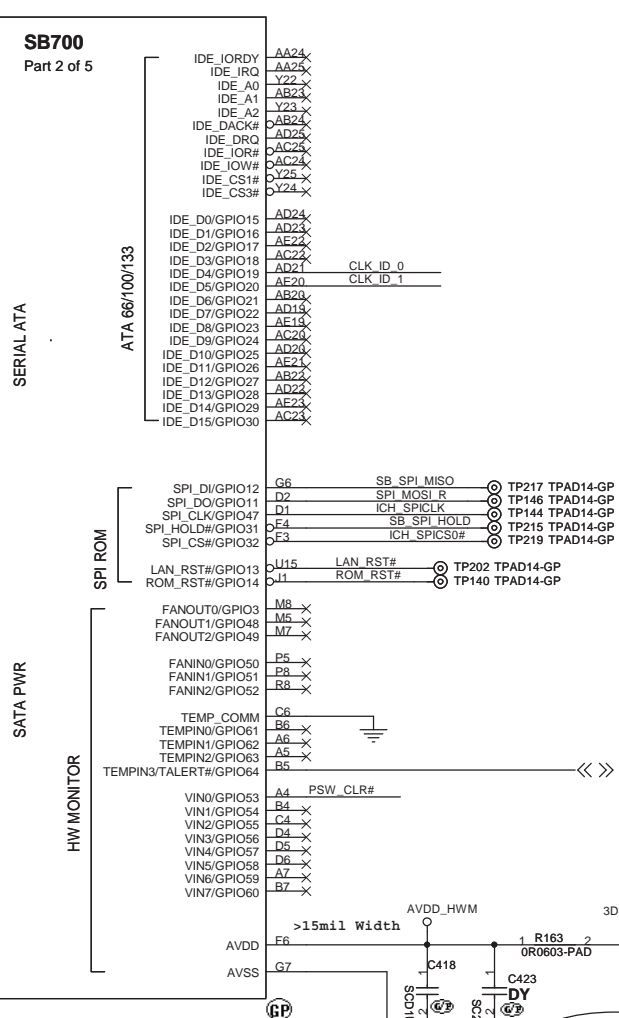 SB700
Part 2 of 5
SERIAL ATA
ATA 66/100/133
IDE_IORDY AA24
IDE_IRQ AA25
IDE_A0 Y22
IDE_A1 AB23
IDE_A2 Y23
IDE_DACK# AB24
IDE_DRQ AD25
IDE_IOR# AC25
IDE_IOW# AC24
IDE_CS1# Y25
IDE_CS3# Y24
IDE_D0/GPIO15 AD24
IDE_D1/GPIO16 AD23
IDE_D2/GPIO17 AE22
IDE_D3/GPIO18 AC22
IDE_D4/GPIO19 AD21 CLK_ID_0
IDE_D5/GPIO20 AE20 CLK_ID_1
IDE_D6/GPIO21 AB20
IDE_D7/GPIO22 AD19
IDE_D8/GPIO23 AE19
IDE_D9/GPIO24 AC20
IDE_D10/GPIO25 AD20
IDE_D11/GPIO26 AE21
IDE_D12/GPIO27 AB22
IDE_D13/GPIO28 AD22
IDE_D14/GPIO29 AE23
IDE_D15/GPIO30 AC23
SPI ROM
SPI_DI/GPIO12 G6 SB_SPI_MISO TP217 TPAD14-GP
SPI_DO/GPIO11 D2 SPI_MOSI_R TP146 TPAD14-GP
SPI_CLK/GPIO47 D1 ICH_SPICLK TP144 TPAD14-GP
SPI_HOLD#/GPIO31 F4 SB_SPI_HOLD TP215 TPAD14-GP
SPI_CS#/GPIO32 F3 ICH_SPICS0# TP219 TPAD14-GP
LAN_RST#/GPIO13 U15 LAN_RST# TP202 TPAD14-GP
ROM_RST#/GPIO14 J1 ROM_RST# TP140 TPAD14-GP
SATA PWR
HW MONITOR
FANOUT0/GPIO3 M8
FANOUT1/GPIO48 M5
FANOUT2/GPIO49 M7
FANIN0/GPIO50 P5
FANIN1/GPIO51 P8
FANIN2/GPIO52 R8
TEMP_COMM C6
TEMPIN0/GPIO61 B6
TEMPIN1/GPIO62 A6
TEMPIN2/GPIO63 A5
TEMPIN3/TALERT#/GPIO64 B5
VIN0/GPIO53 A4 PSW_CLR#
VIN1/GPIO54 B4
VIN2/GPIO55 C4
VIN3/GPIO56 D4
VIN4/GPIO57 D5
VIN5/GPIO58 D6
VIN6/GPIO59 A7
VIN7/GPIO60 B7
AVDD_HWM
3D
>15mil Width
AVDD F6
1 R163 2
0R0603-PAD
AVSS G7
1 C418
1 C423
DY
2 G/P
2 G/P
GP